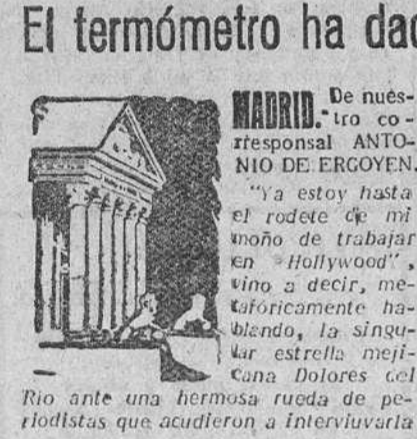 El termómetro ha dad
MADRID.- De nues-
tro co-
rresponsal ANTO-
NIO DE ERGOYEN.
"Ya estoy hasta
el rodete de mi
moño de trabajar
en "Hollywood",
vino a decir, me-
tafóricamente ha-
blando, la singu-
lar estrella meji-
cana Dolores del
Río ante una hermosa rueda de pe-
riodistas que acudieron a interviuvarla